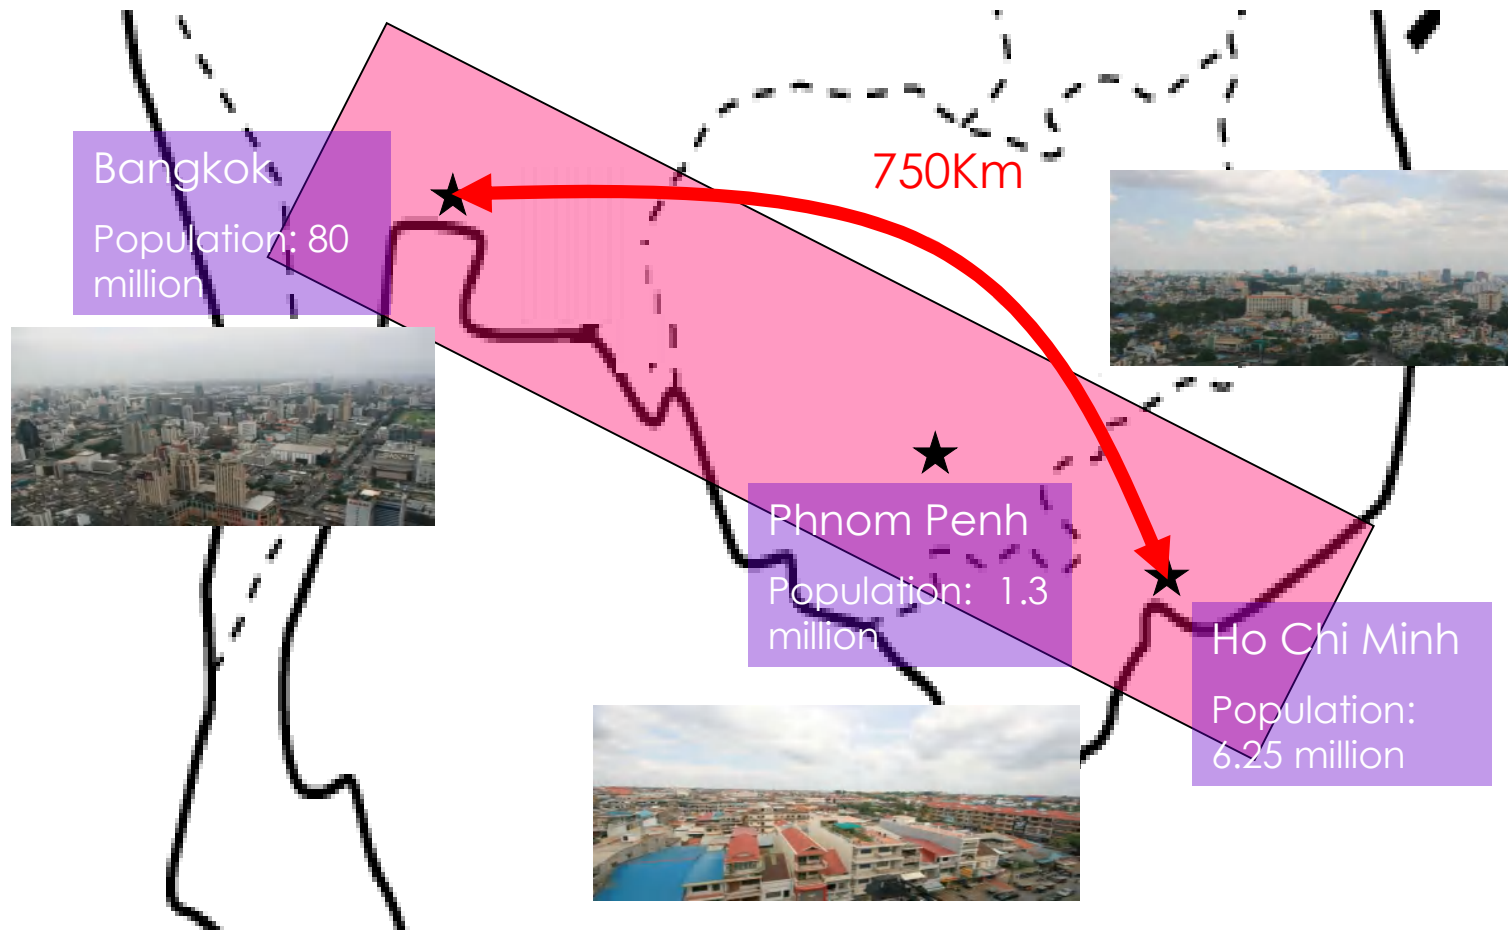 Bangkok
Population: 80
million
750Km
Phnom Penh
Population: 1.3
million
Ho Chi Minh
Population:
6.25 million